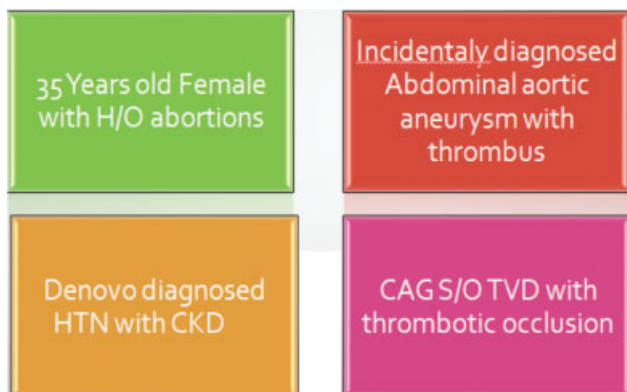 35 Years old Female
with H/O abortions
Incidentaly diagnosed
Abdominal aortic
aneurysm with
thrombus
Denovo diagnosed
HTN with CKD
CAG S/O TVD with
thrombotic occlusion